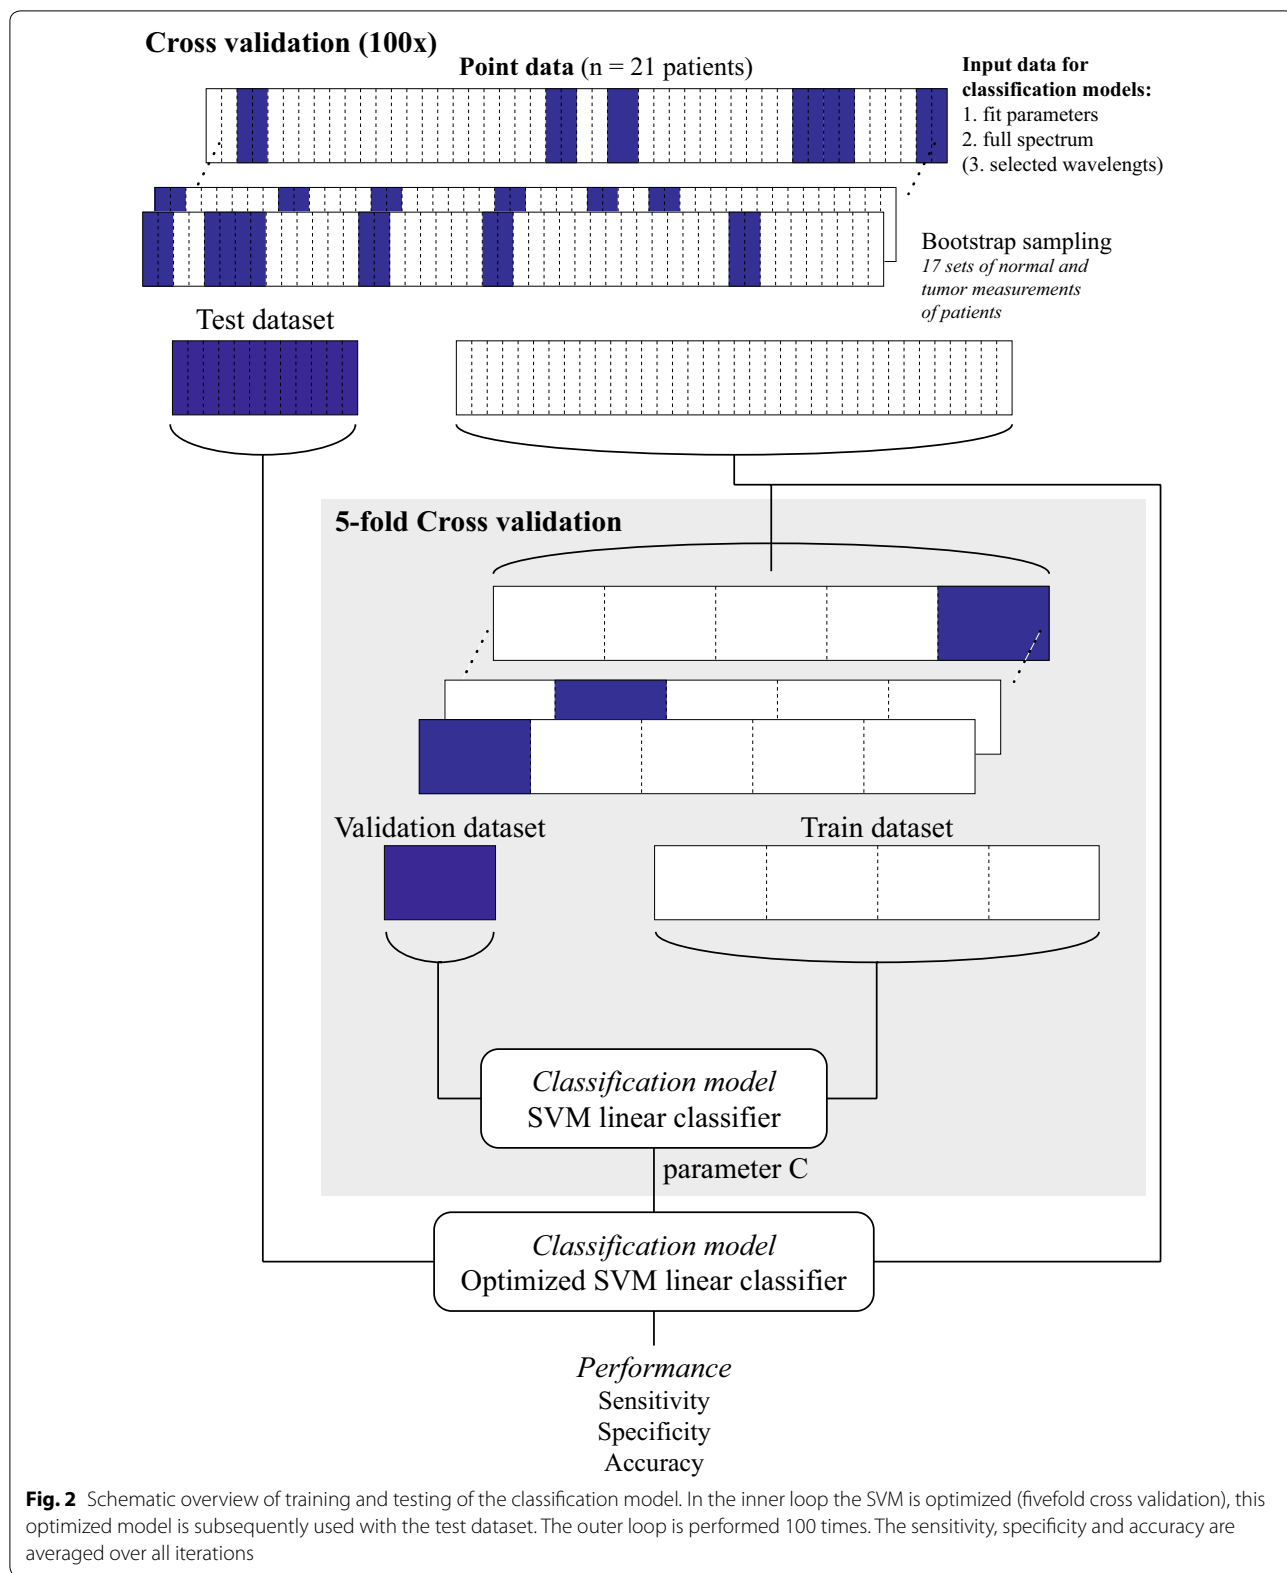 Cross validation (100x)
Point data (n = 21 patients)
Input data for
classification models:
1. fit parameters
2. full spectrum
(3. selected wavelengts)
Bootstrap sampling
17 sets of normal and
tumor measurements
of patients
Test dataset
5-fold Cross validation
Validation dataset
Train dataset
Classification model
SVM linear classifier
parameter C
Classification model
Optimized SVM linear classifier
Performance
Sensitivity
Specificity
Accuracy
Fig. 2 Schematic overview of training and testing of the classification model. In the inner loop the SVM is optimized (fivefold cross validation), this
optimized model is subsequently used with the test dataset. The outer loop is performed 100 times. The sensitivity, specificity and accuracy are
averaged over all iterations